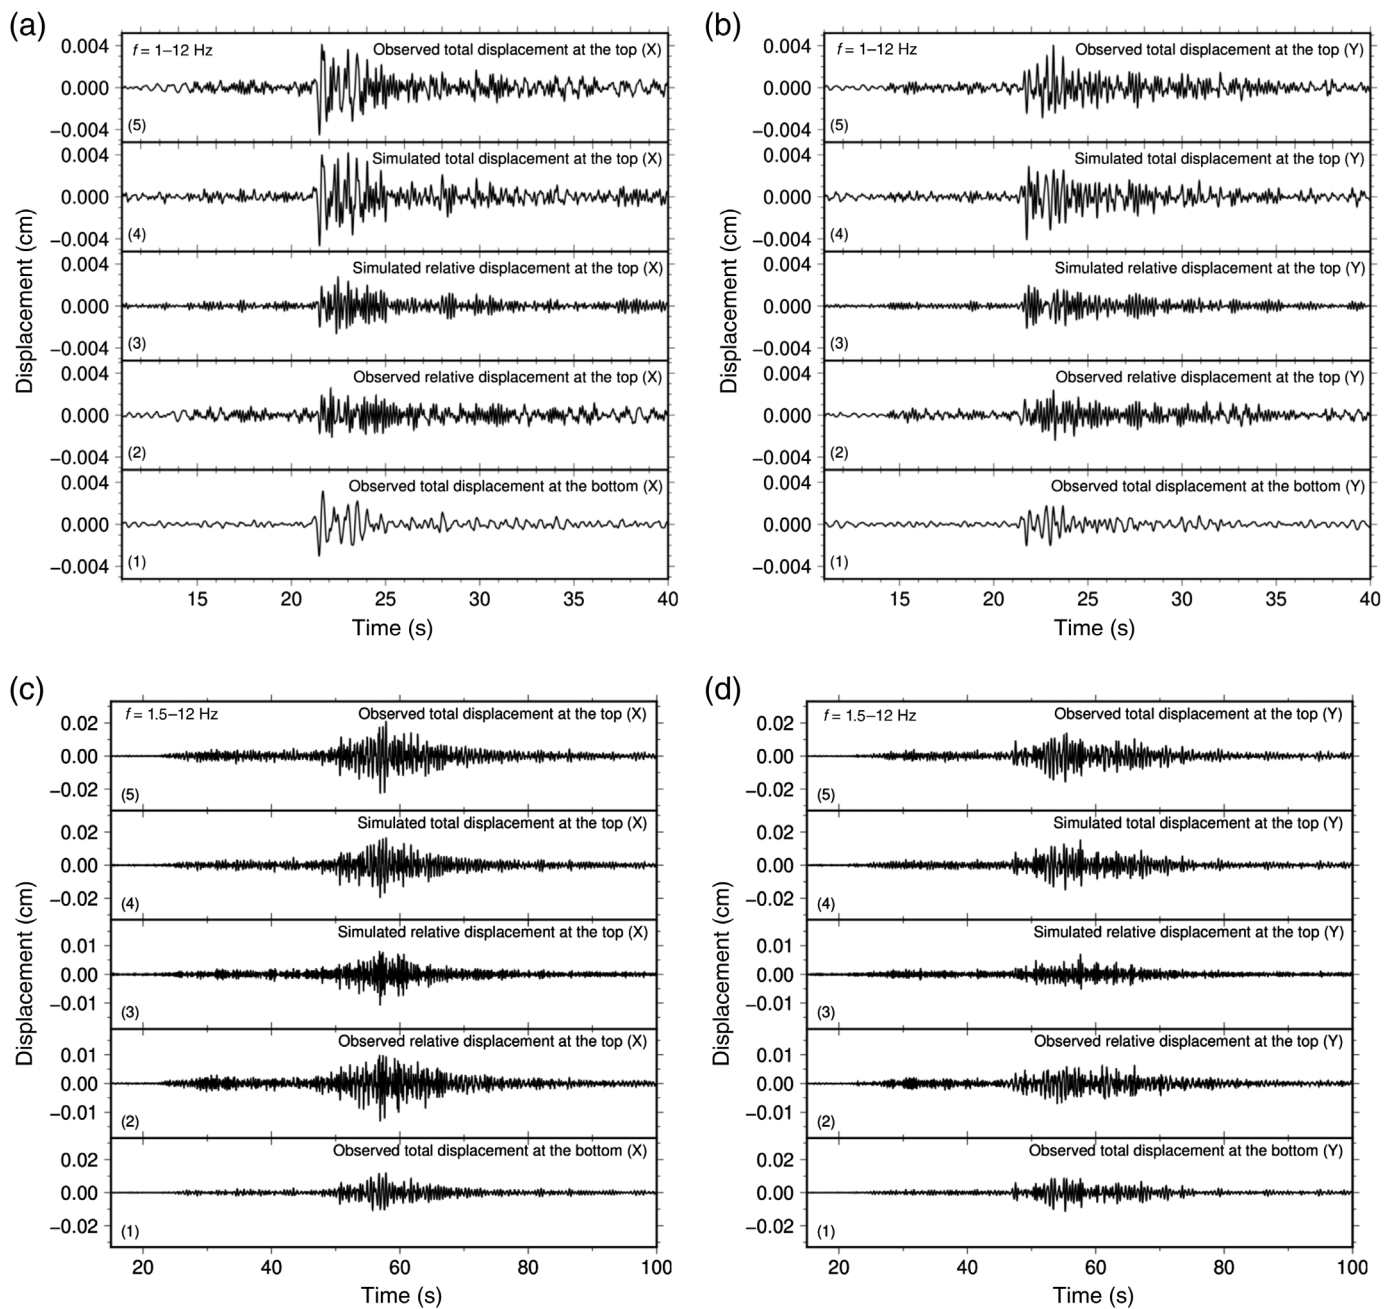 (a)
f = 1–12 Hz
Observed total displacement at the top (X)
0.004
0.000
−0.004
(5)
Simulated total displacement at the top (X)
0.004
0.000
−0.004
(4)
Simulated relative displacement at the top (X)
0.004
0.000
−0.004
(3)
Observed relative displacement at the top (X)
0.004
0.000
−0.004
(2)
Observed total displacement at the bottom (X)
0.004
0.000
−0.004
(1)
Displacement (cm)
15 20 25 30 35 40
Time (s)
(b)
f = 1–12 Hz
Observed total displacement at the top (Y)
0.004
0.000
−0.004
(5)
Simulated total displacement at the top (Y)
0.004
0.000
−0.004
(4)
Simulated relative displacement at the top (Y)
0.004
0.000
−0.004
(3)
Observed relative displacement at the top (Y)
0.004
0.000
−0.004
(2)
Observed total displacement at the bottom (Y)
0.004
0.000
−0.004
(1)
Displacement (cm)
15 20 25 30 35 40
Time (s)
(c)
f = 1.5–12 Hz
Observed total displacement at the top (X)
0.02
0.00
−0.02
(5)
Simulated total displacement at the top (X)
0.02
0.00
−0.02
(4)
Simulated relative displacement at the top (X)
0.01
0.00
−0.01
(3)
Observed relative displacement at the top (X)
0.01
0.00
−0.01
(2)
Observed total displacement at the bottom (X)
0.02
0.00
−0.02
(1)
Displacement (cm)
20 40 60 80 100
Time (s)
(d)
f = 1.5–12 Hz
Observed total displacement at the top (Y)
0.02
0.00
−0.02
(5)
Simulated total displacement at the top (Y)
0.02
0.00
−0.02
(4)
Simulated relative displacement at the top (Y)
0.01
0.00
−0.01
(3)
Observed relative displacement at the top (Y)
0.01
0.00
−0.01
(2)
Observed total displacement at the bottom (Y)
0.02
0.00
−0.02
(1)
Displacement (cm)
20 40 60 80 100
Time (s)